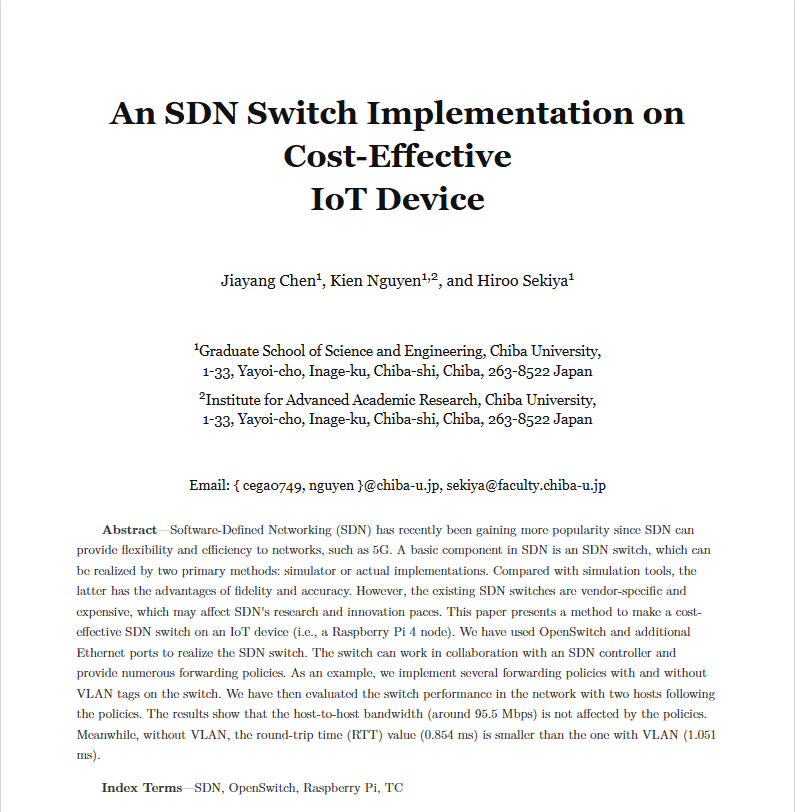 An SDN Switch Implementation on
Cost-Effective
IoT Device
Jiayang Chen¹, Kien Nguyen¹,², and Hiroo Sekiya¹
¹Graduate School of Science and Engineering, Chiba University,
1-33, Yayoi-cho, Inage-ku, Chiba-shi, Chiba, 263-8522 Japan
²Institute for Advanced Academic Research, Chiba University,
1-33, Yayoi-cho, Inage-ku, Chiba-shi, Chiba, 263-8522 Japan
Email: { cega0749, nguyen }@chiba-u.jp, sekiya@faculty.chiba-u.jp
Abstract—Software-Defined Networking (SDN) has recently been gaining more popularity since SDN can
provide flexibility and efficiency to networks, such as 5G. A basic component in SDN is an SDN switch, which can
be realized by two primary methods: simulator or actual implementations. Compared with simulation tools, the
latter has the advantages of fidelity and accuracy. However, the existing SDN switches are vendor-specific and
expensive, which may affect SDN's research and innovation paces. This paper presents a method to make a cost-
effective SDN switch on an IoT device (i.e., a Raspberry Pi 4 node). We have used OpenSwitch and additional
Ethernet ports to realize the SDN switch. The switch can work in collaboration with an SDN controller and
provide numerous forwarding policies. As an example, we implement several forwarding policies with and without
VLAN tags on the switch. We have then evaluated the switch performance in the network with two hosts following
the policies. The results show that the host-to-host bandwidth (around 95.5 Mbps) is not affected by the policies.
Meanwhile, without VLAN, the round-trip time (RTT) value (0.854 ms) is smaller than the one with VLAN (1.051
ms).
Index Terms—SDN, OpenSwitch, Raspberry Pi, TC